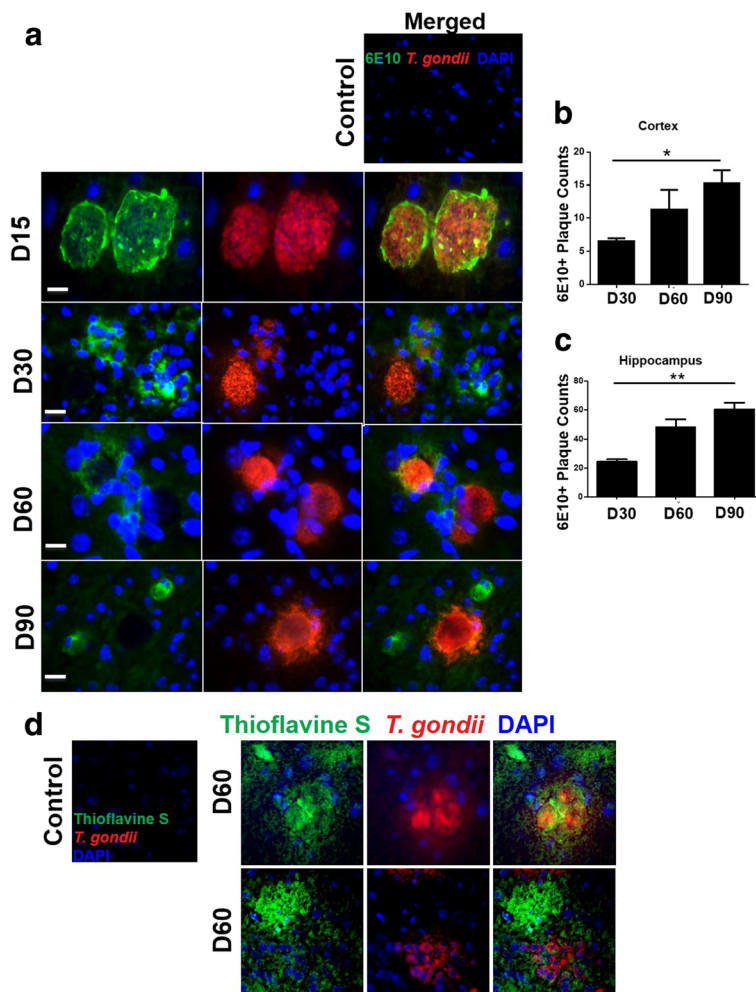 a
Merged
Control
6E10 T. gondii DAPI
D15
D30
D60
D90
b
Cortex
6E10+ Plaque Counts
20
15
10
5
0
*
D30 D60 D90
c
Hippocampus
6E10+ Plaque Counts
80
60
40
20
0
**
D30 D60 D90
d
Thioflavine S T. gondii DAPI
Control
Thioflavine S
T. gondii
DAPI
D60
D60